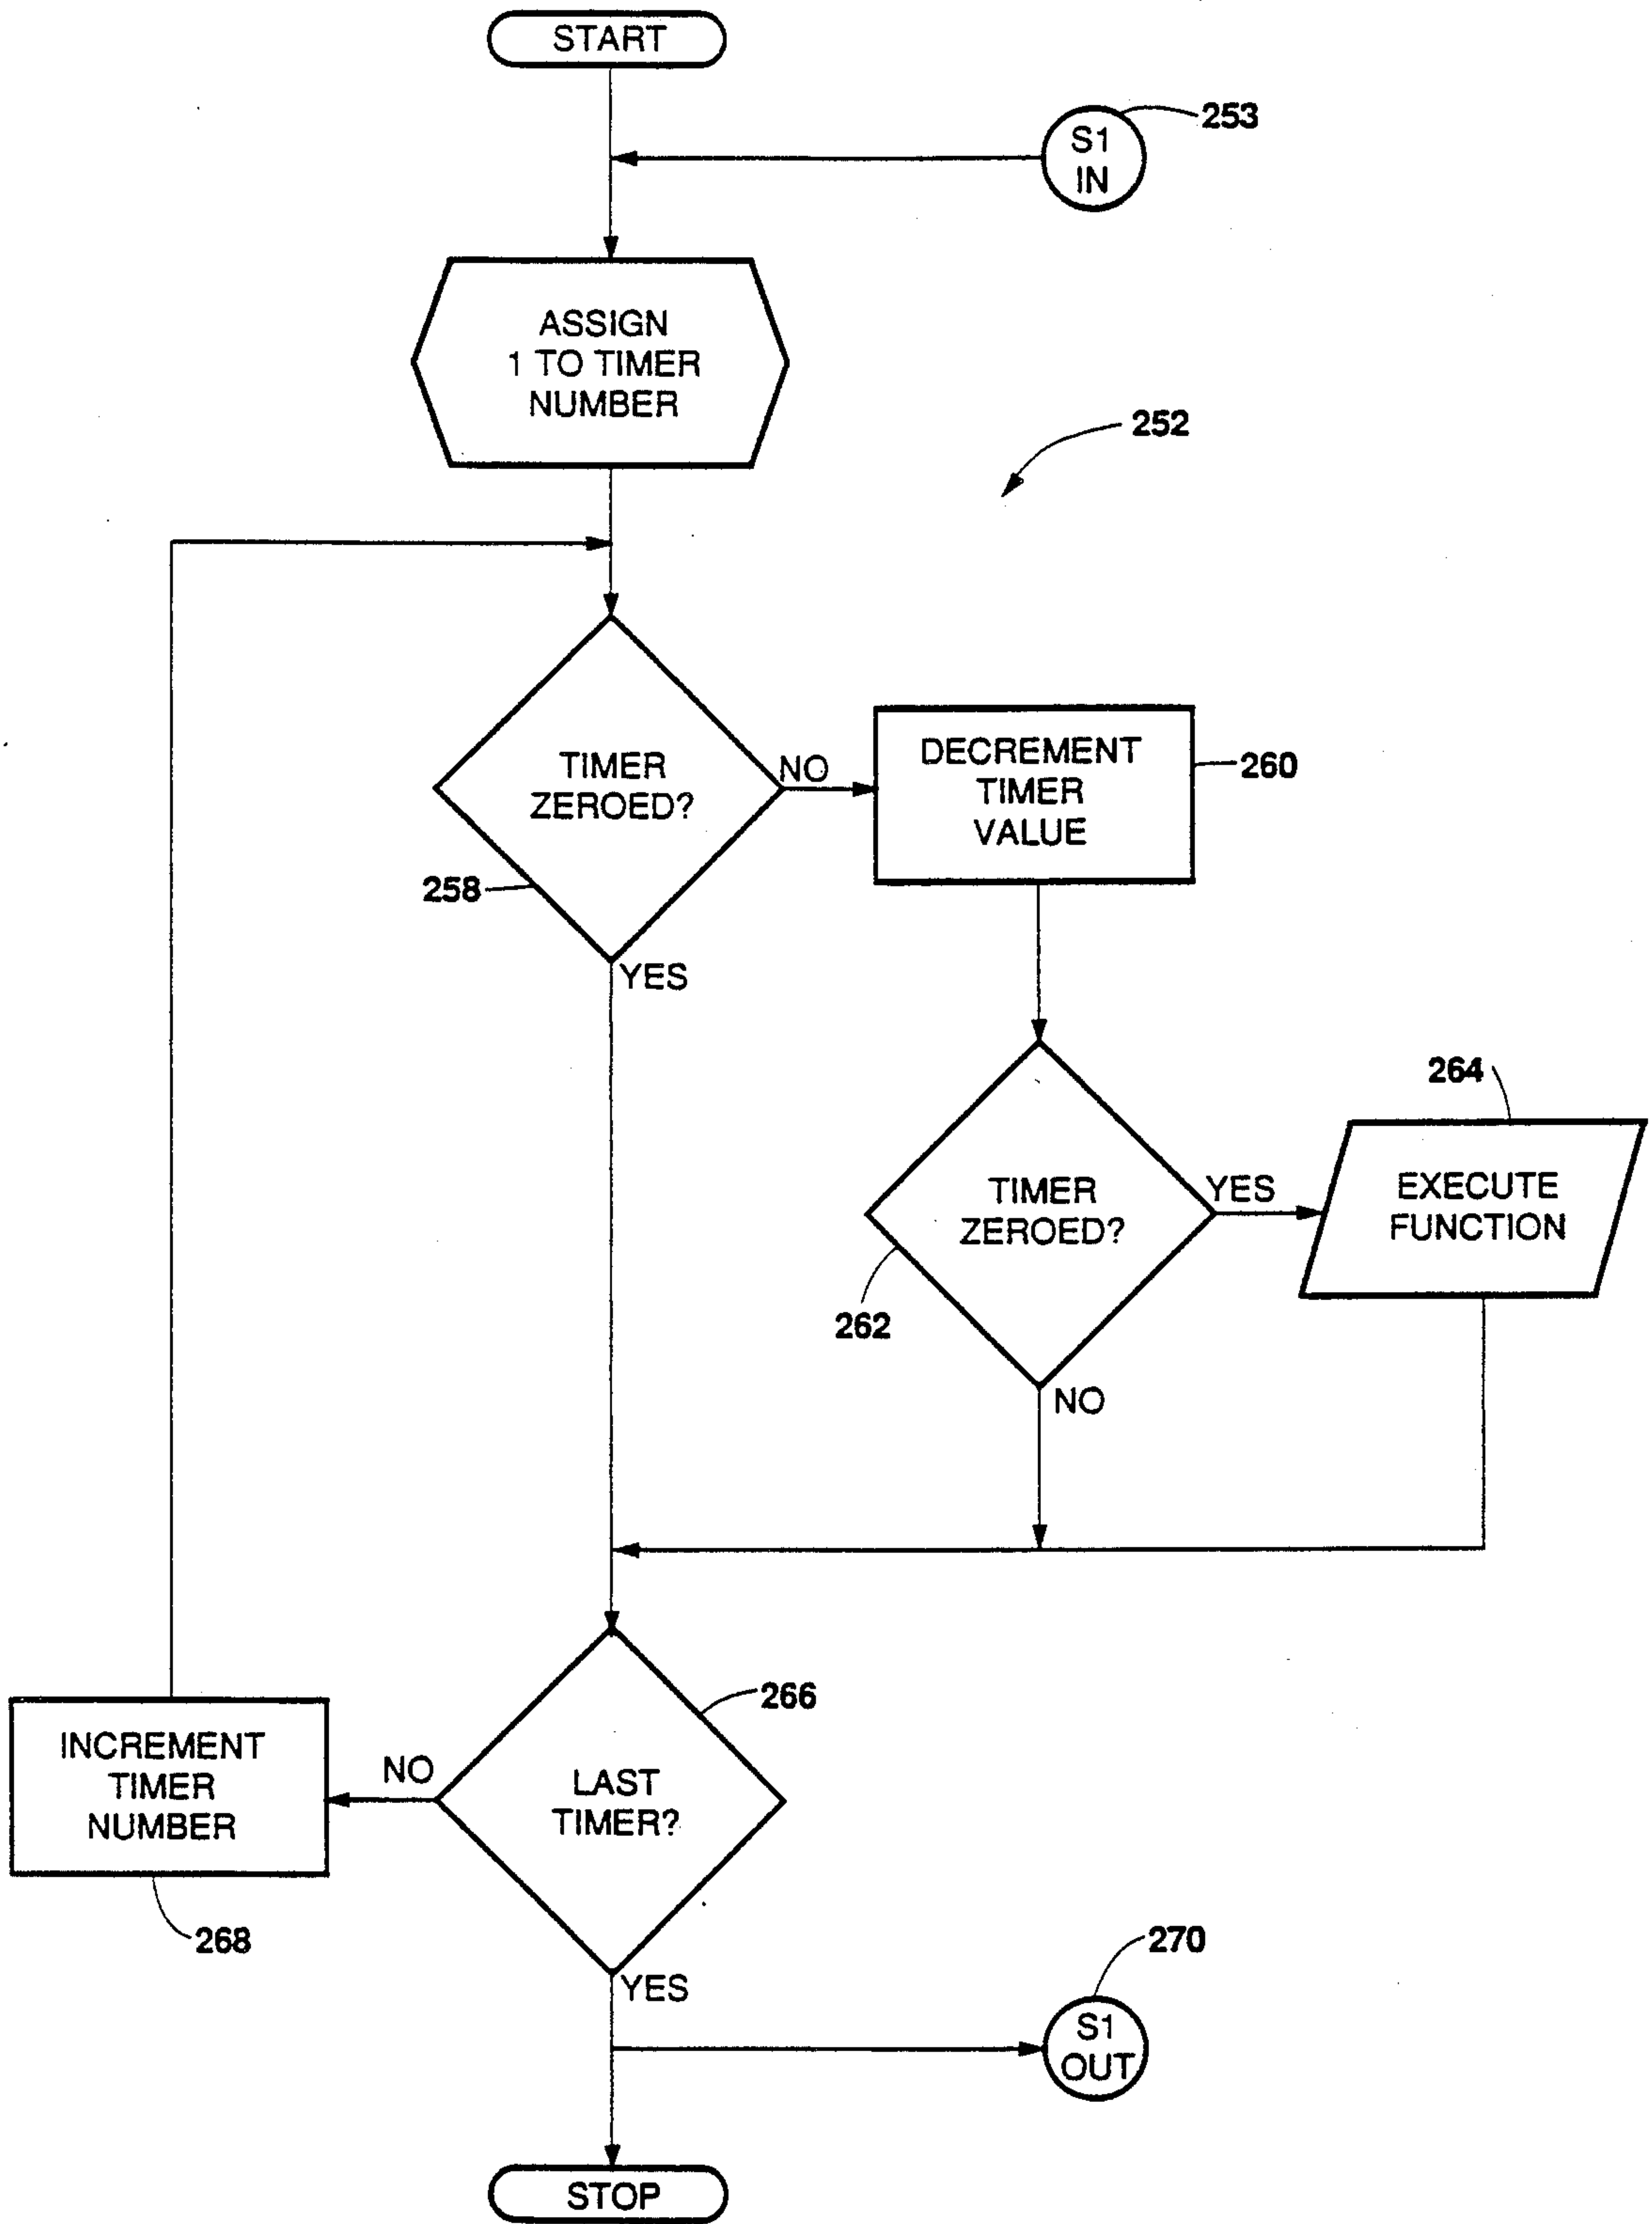 START
253
S1
IN
ASSIGN
1 TO TIMER
NUMBER
252
TIMER
ZEROED?
NO
DECREMENT
TIMER
VALUE
260
258
YES
264
TIMER
ZEROED?
YES
EXECUTE
FUNCTION
262
NO
266
INCREMENT
TIMER
NUMBER
NO
LAST
TIMER?
268
270
YES
S1
OUT
STOP